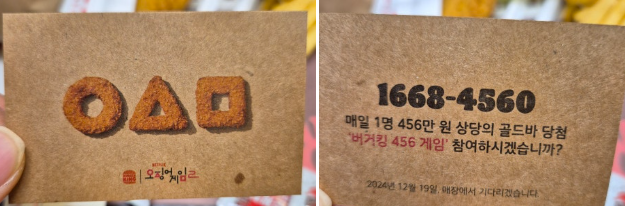 오징어게임
1668-4560
매일 1명 456만 원 상당의 골드바 당첨
'버거킹 456 게임' 참여하시겠습니까?
2024년 12월 19일, 매장에서 기다리겠습니다.